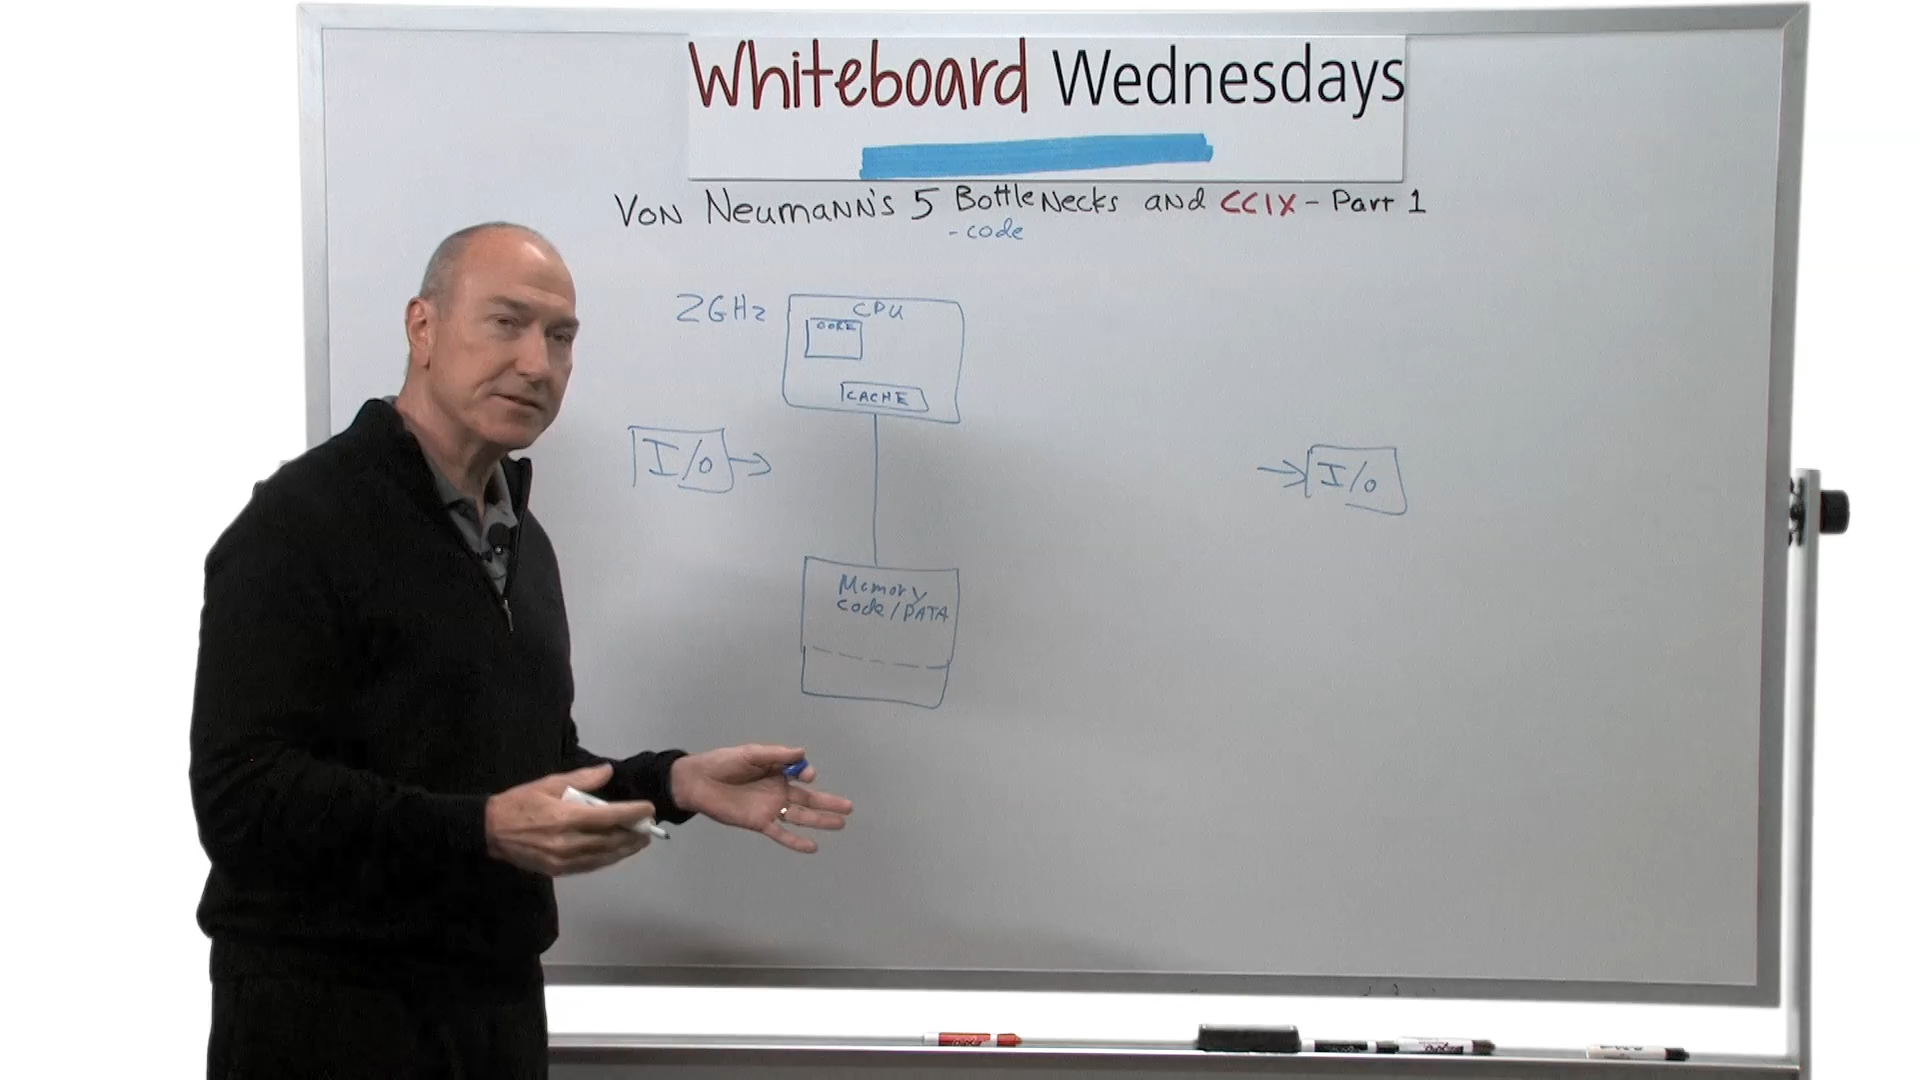 Whiteboard Wednesdays
Von Neumann's 5 BottleNecks and CCIX - Part 1
- code
2GHz
CPU
CORE
CACHE
I/O
I/O
Memory
code/DATA